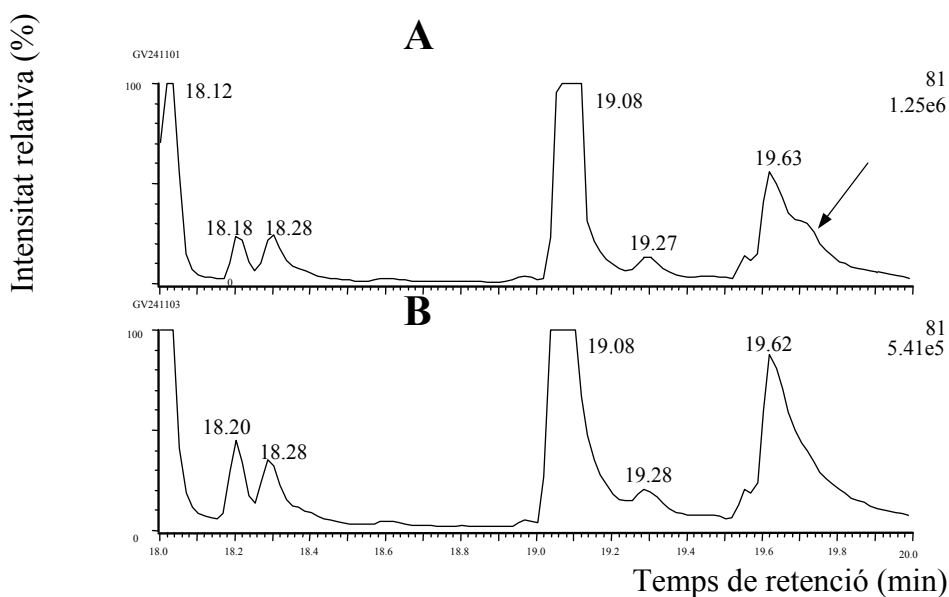 Intensitat relativa (%)
A
GV241101
100
18.12
18.18
18.28
0
19.08
19.27
19.63
81
1.25e6
B
GV241103
100
18.20
18.28
19.08
19.28
19.62
81
5.41e5
0
18.0 18.2 18.4 18.6 18.8 19.0 19.2 19.4 19.6 19.8 20.0
Temps de retenció (min)